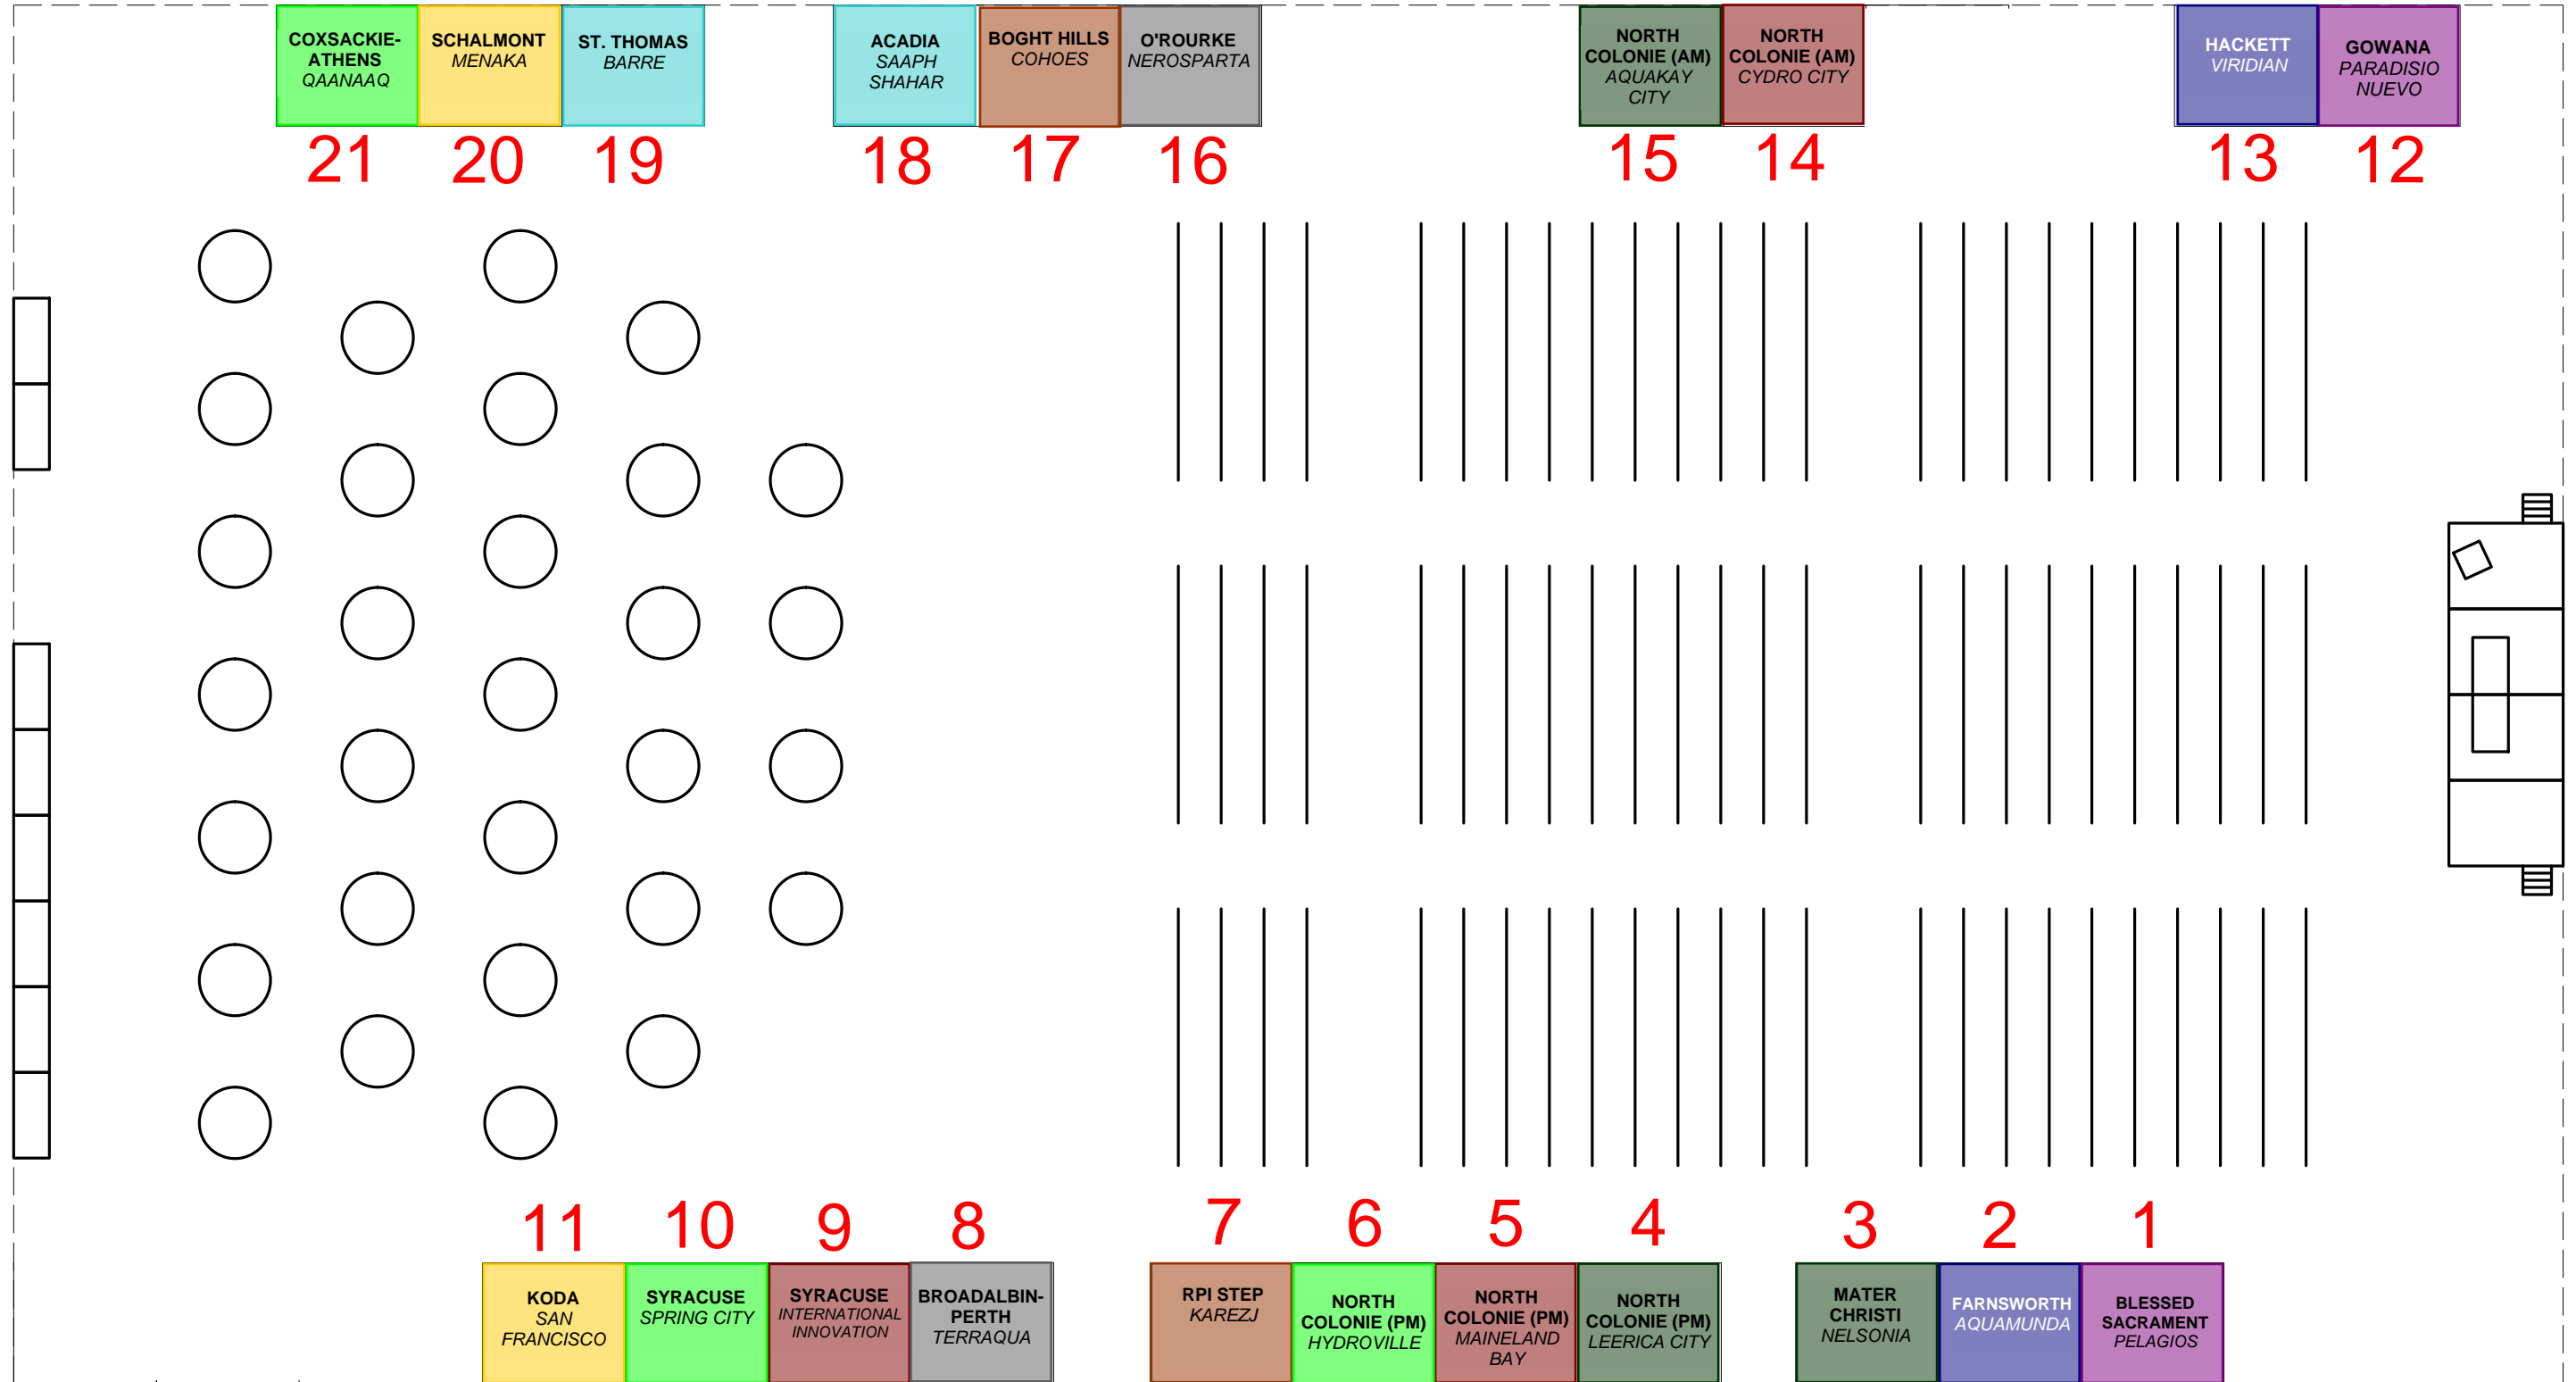 COXSACKIE-
ATHENS
QAANAAQ
SCHALMONT
MENAKA
ST. THOMAS
BARRE
ACADIA
SAAPH
SHAHAR
BOGHT HILLS
COHOES
O'ROURKE
NEROSPARTA
NORTH
COLONIE (AM)
AQUAKAY
CITY
NORTH
COLONIE (AM)
CYDRO CITY
HACKETT
VIRIDIAN
GOWANA
PARADISIO
NUEVO
21
20
19
18
17
16
15
14
13
12
11
10
9
8
7
6
5
4
3
2
1
KODA
SAN
FRANCISCO
SYRACUSE
SPRING CITY
SYRACUSE
INTERNATIONAL
INNOVATION
BROADALBIN-
PERTH
TERRAQUA
RPI STEP
KAREZJ
NORTH
COLONIE (PM)
HYDROVILLE
NORTH
COLONIE (PM)
MAINELAND
BAY
NORTH
COLONIE (PM)
LEERICA CITY
MATER
CHRISTI
NELSONIA
FARNSWORTH
AQUAMUNDA
BLESSED
SACRAMENT
PELAGIOS